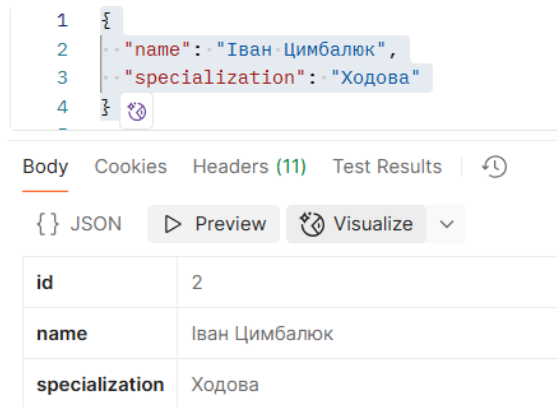 1 {
2 "name": "Іван Цимбалюк",
3 "specialization": "Ходова"
4 }
Body Cookies Headers (11) Test Results
{} JSON Preview Visualize
id 2
name Іван Цимбалюк
specialization Ходова